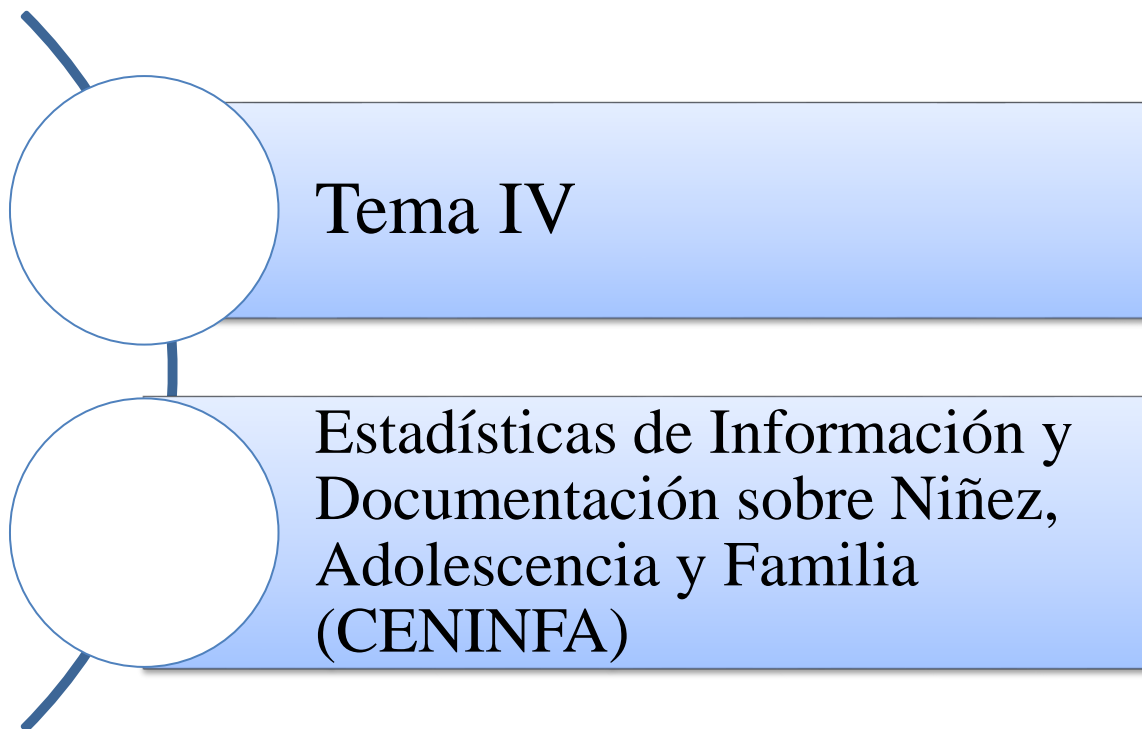 Tema IV
Estadísticas de Información y
Documentación sobre Niñez,
Adolescencia y Familia
(CENINFA)